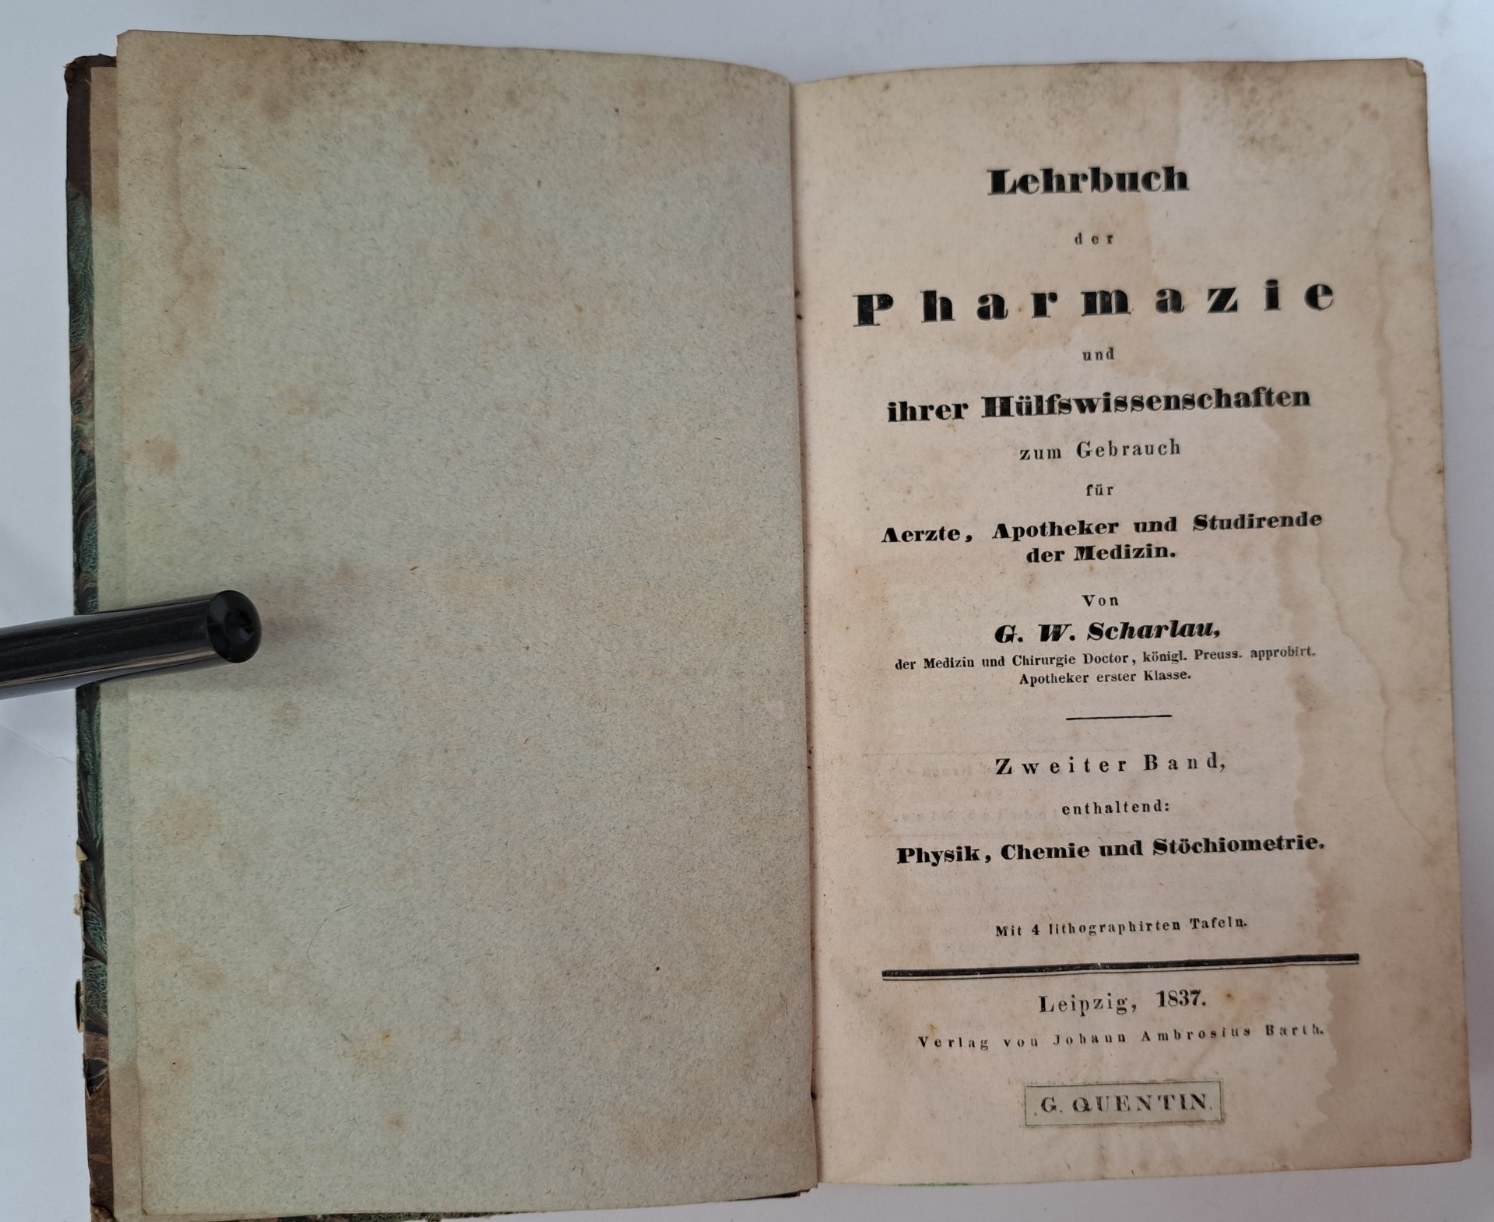 Lehrbuch
der
Pharmazie
und
ihrer Hülfswissenschaften
zum Gebrauch
für
Aerzte, Apotheker und Studirende
der Medizin.
Von
G. W. Scharlau,
der Medizin und Chirurgie Doctor, königl. Preuss. approbirt.
Apotheker erster Klasse.
Zweiter Band,
enthaltend:
Physik, Chemie und Stöchiometrie.
Mit 4 lithographirten Tafeln.
Leipzig, 1837.
Verlag von Johann Ambrosius Barth.
G. QUENTIN.